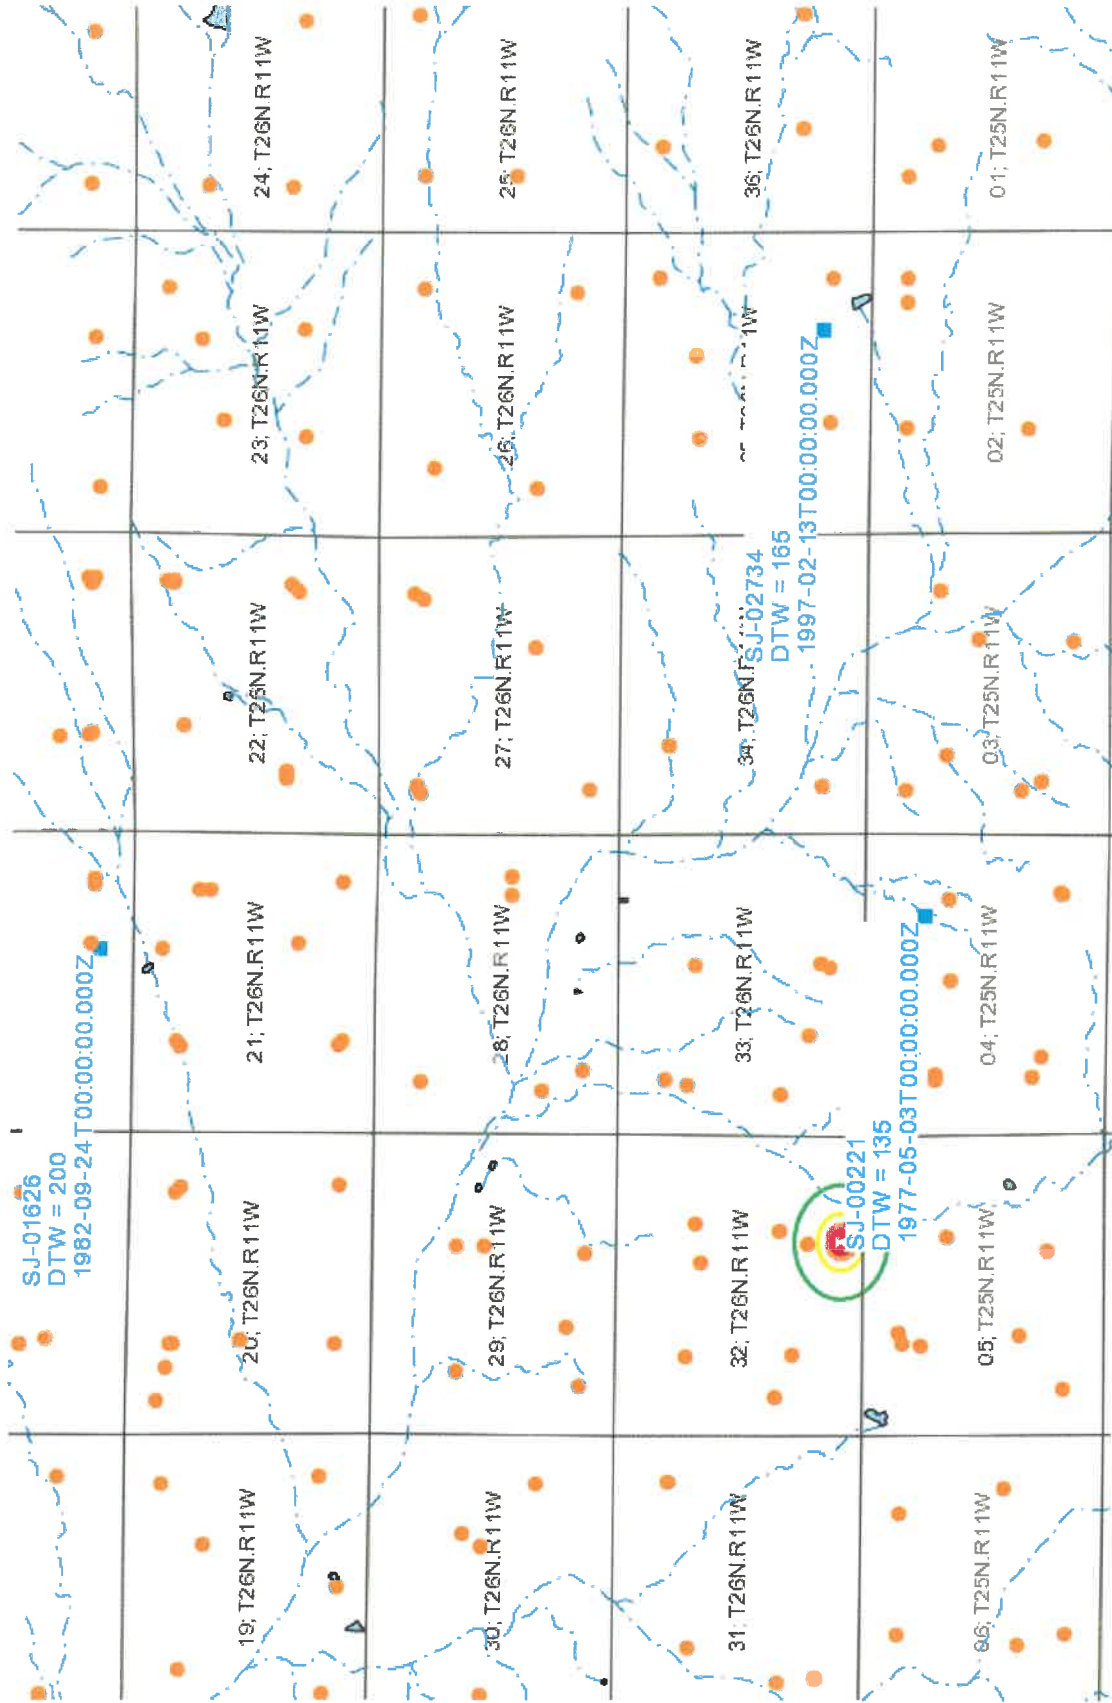 SJ-01626
DTW = 200
1982-09-24T00:00:00.000Z
19; T26N.R11W
20; T26N.R11W
21; T26N.R11W
22; T26N.R11W
23; T26N.R11W
24; T26N.R11W
30; T26N.R11W
29; T26N.R11W
28; T26N.R11W
27; T26N.R11W
26; T26N.R11W
25; T26N.R11W
31; T26N.R11W
32; T26N.R11W
33; T26N.R11W
34; T26N.R
1W
36; T26N.R11W
SJ-02734
DTW = 165
1997-02-13T00:00:00.000Z
SJ-00221
DTW = 135
1977-05-03T00:00:00.000Z
06; T25N.R11W
05; T25N.R11W
04; T25N.R11W
03; T25N.R11W
02; T25N.R11W
01; T25N.R11W